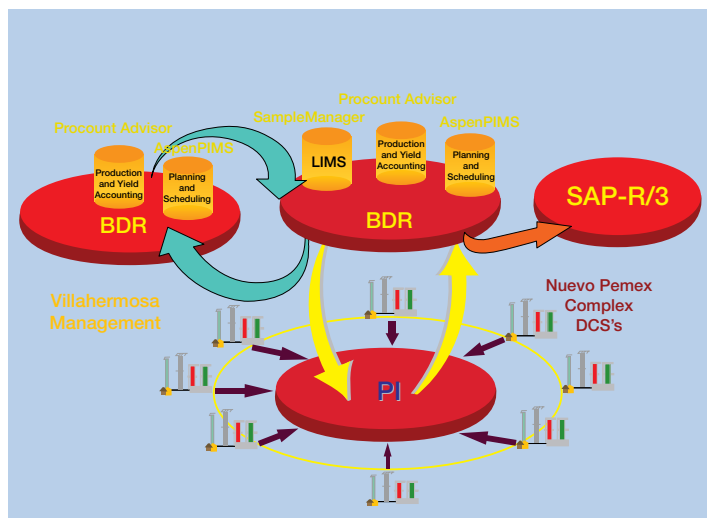 Procount Advisor
SampleManager
AspenPIMS
Procount Advisor
AspenPIMS
LIMS
Production
and Yield
Accounting
Planning
and
Scheduling
Production
and Yield
Accounting
Planning
and
Scheduling
BDR
BDR
SAP-R/3
Villahermosa
Management
Nuevo Pemex
Complex
DCS's
PI